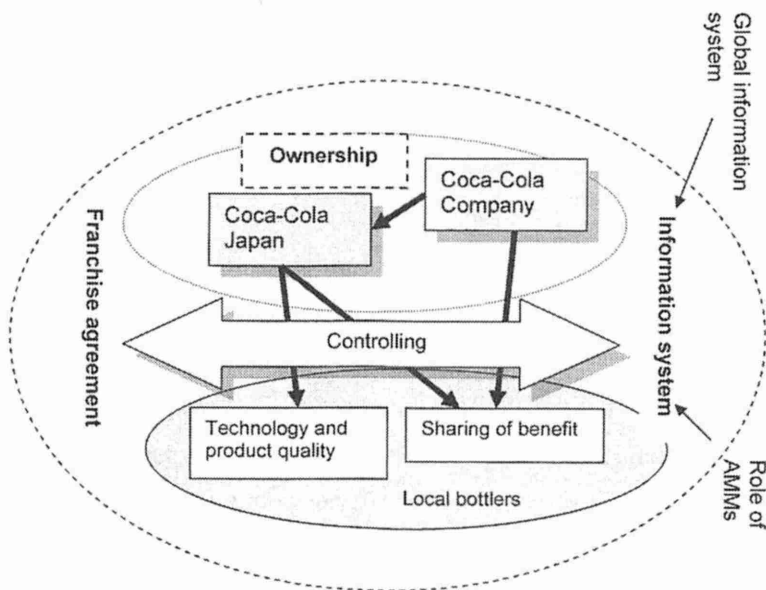 Global information
system
Ownership
Coca-Cola
Company
Coca-Cola
Japan
Franchise agreement
Information system
Controlling
Technology and
product quality
Sharing of benefit
Local bottlers
Role of
AMMs